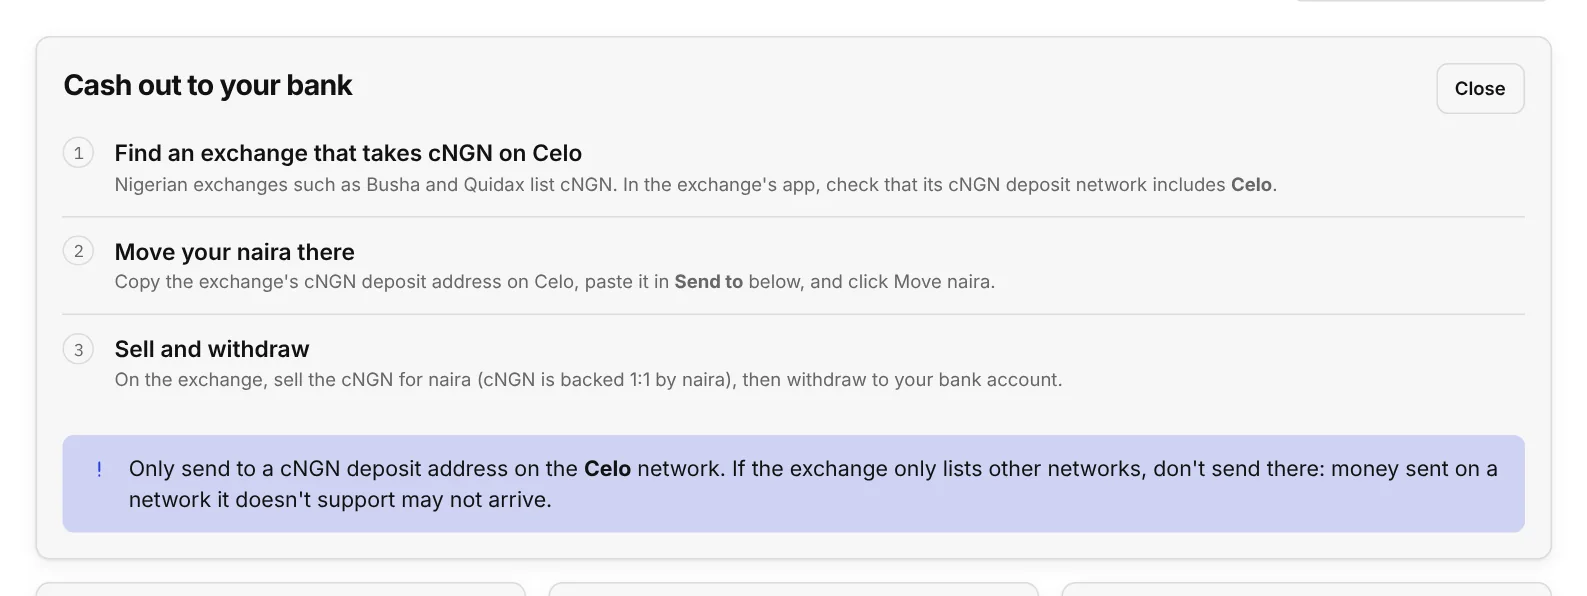 Cash out to your bank
Close
1
Find an exchange that takes cNGN on Celo
Nigerian exchanges such as Busha and Quidax list cNGN. In the exchange's app, check that its cNGN deposit network includes Celo.
2
Move your naira there
Copy the exchange's cNGN deposit address on Celo, paste it in Send to below, and click Move naira.
3
Sell and withdraw
On the exchange, sell the cNGN for naira (cNGN is backed 1:1 by naira), then withdraw to your bank account.
! Only send to a cNGN deposit address on the Celo network. If the exchange only lists other networks, don't send there: money sent on a
network it doesn't support may not arrive.